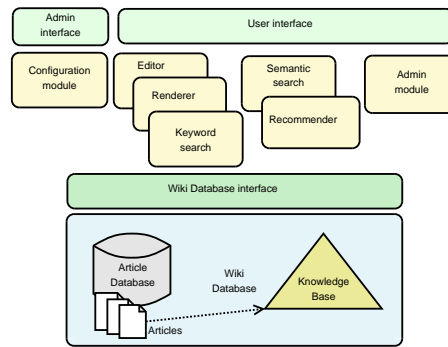 Admin
interface
User interface
Configuration
module
Editor
Renderer
Keyword
search
Semantic
search
Recommender
Admin
module
Wiki Database interface
Article
Database
Articles
Wiki
Database
Knowledge
Base